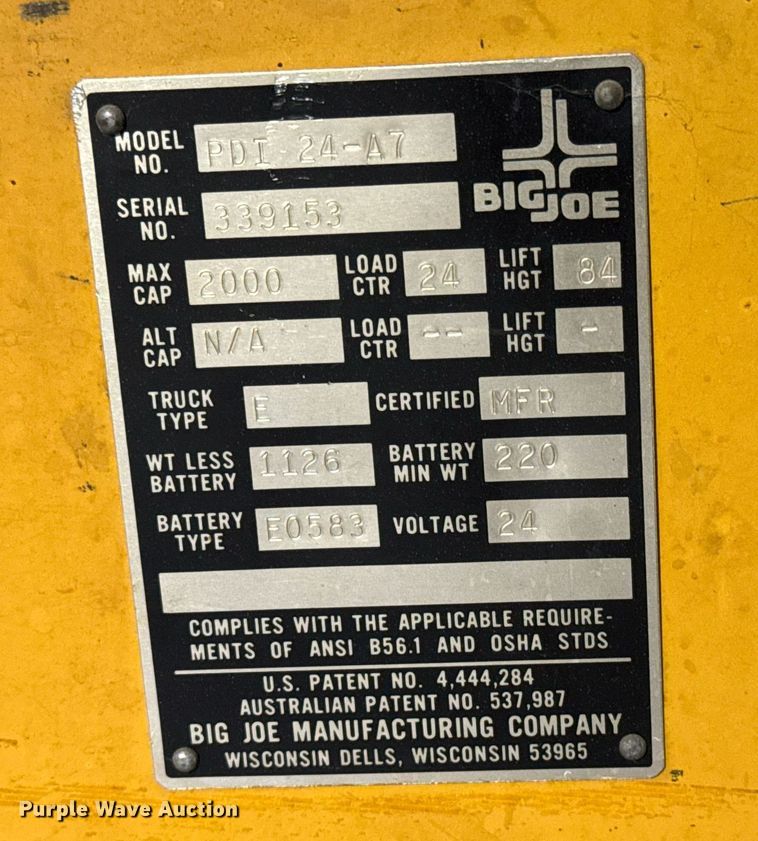 MODEL NO. PDI 24-A7
BIG JOE
SERIAL NO. 339153
MAX CAP 2000 LOAD CTR 24 LIFT HGT 84
ALT CAP N/A -- LOAD CTR -- LIFT HGT -
TRUCK TYPE E CERTIFIED MFR
WT LESS BATTERY 1126 BATTERY MIN WT 220
BATTERY TYPE E0583 VOLTAGE 24
COMPLIES WITH THE APPLICABLE REQUIRE-
MENTS OF ANSI B56.1 AND OSHA STDS
U.S. PATENT NO. 4,444,284
AUSTRALIAN PATENT NO. 537,987
BIG JOE MANUFACTURING COMPANY
WISCONSIN DELLS, WISCONSIN 53965
Purple Wave Auction